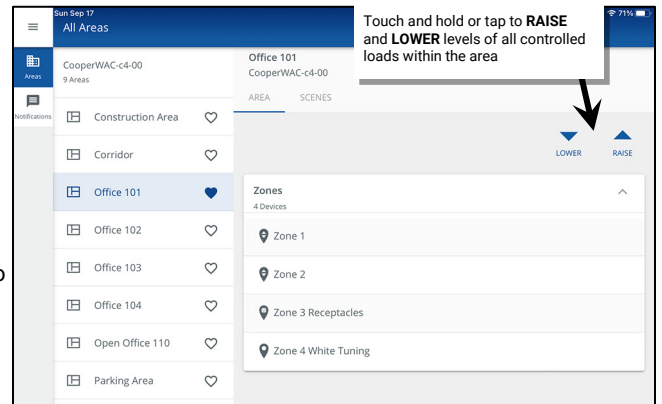 Sun Sep 17
All Areas
71%
Touch and hold or tap to RAISE
and LOWER levels of all controlled
loads within the area
Areas
Notifications
CooperWAC-c4-00
9 Areas
Construction Area
Corridor
Office 101
Office 102
Office 103
Office 104
Open Office 110
Parking Area
Office 101
CooperWAC-c4-00
AREA SCENES
LOWER RAISE
Zones
4 Devices
Zone 1
Zone 2
Zone 3 Receptacles
Zone 4 White Tuning